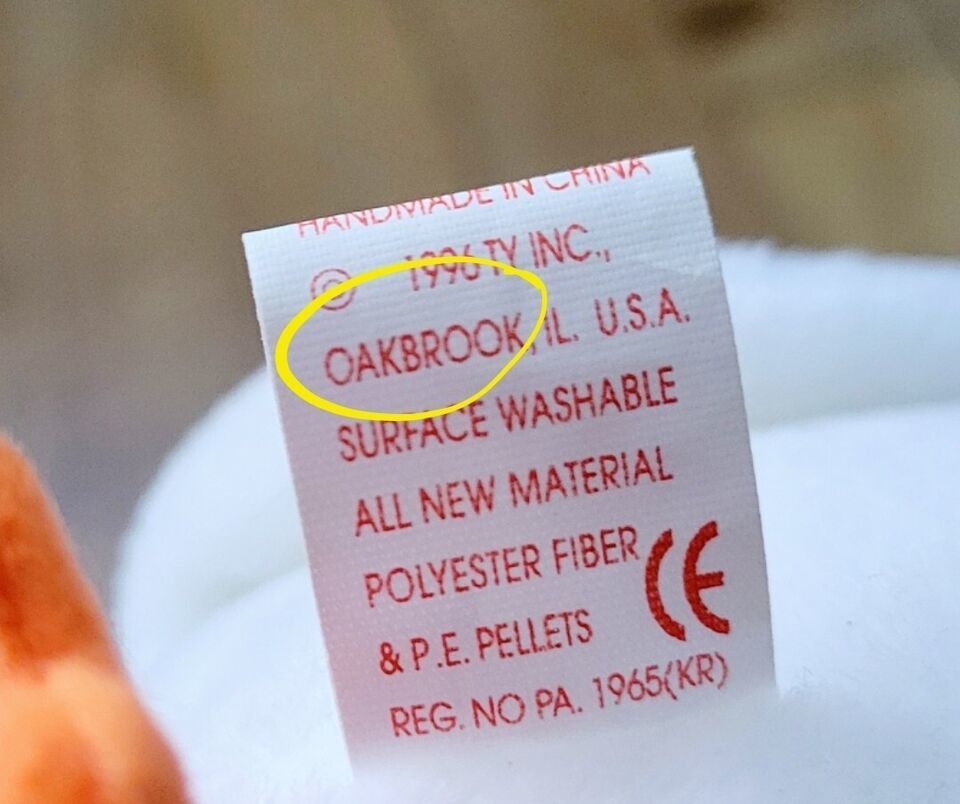 HANDMADE IN CHINA
© 1996 TY INC.,
OAKBROOK, IL. U.S.A.
SURFACE WASHABLE
ALL NEW MATERIAL
POLYESTER FIBER
& P.E. PELLETS CE
REG. NO PA. 1965(KR)